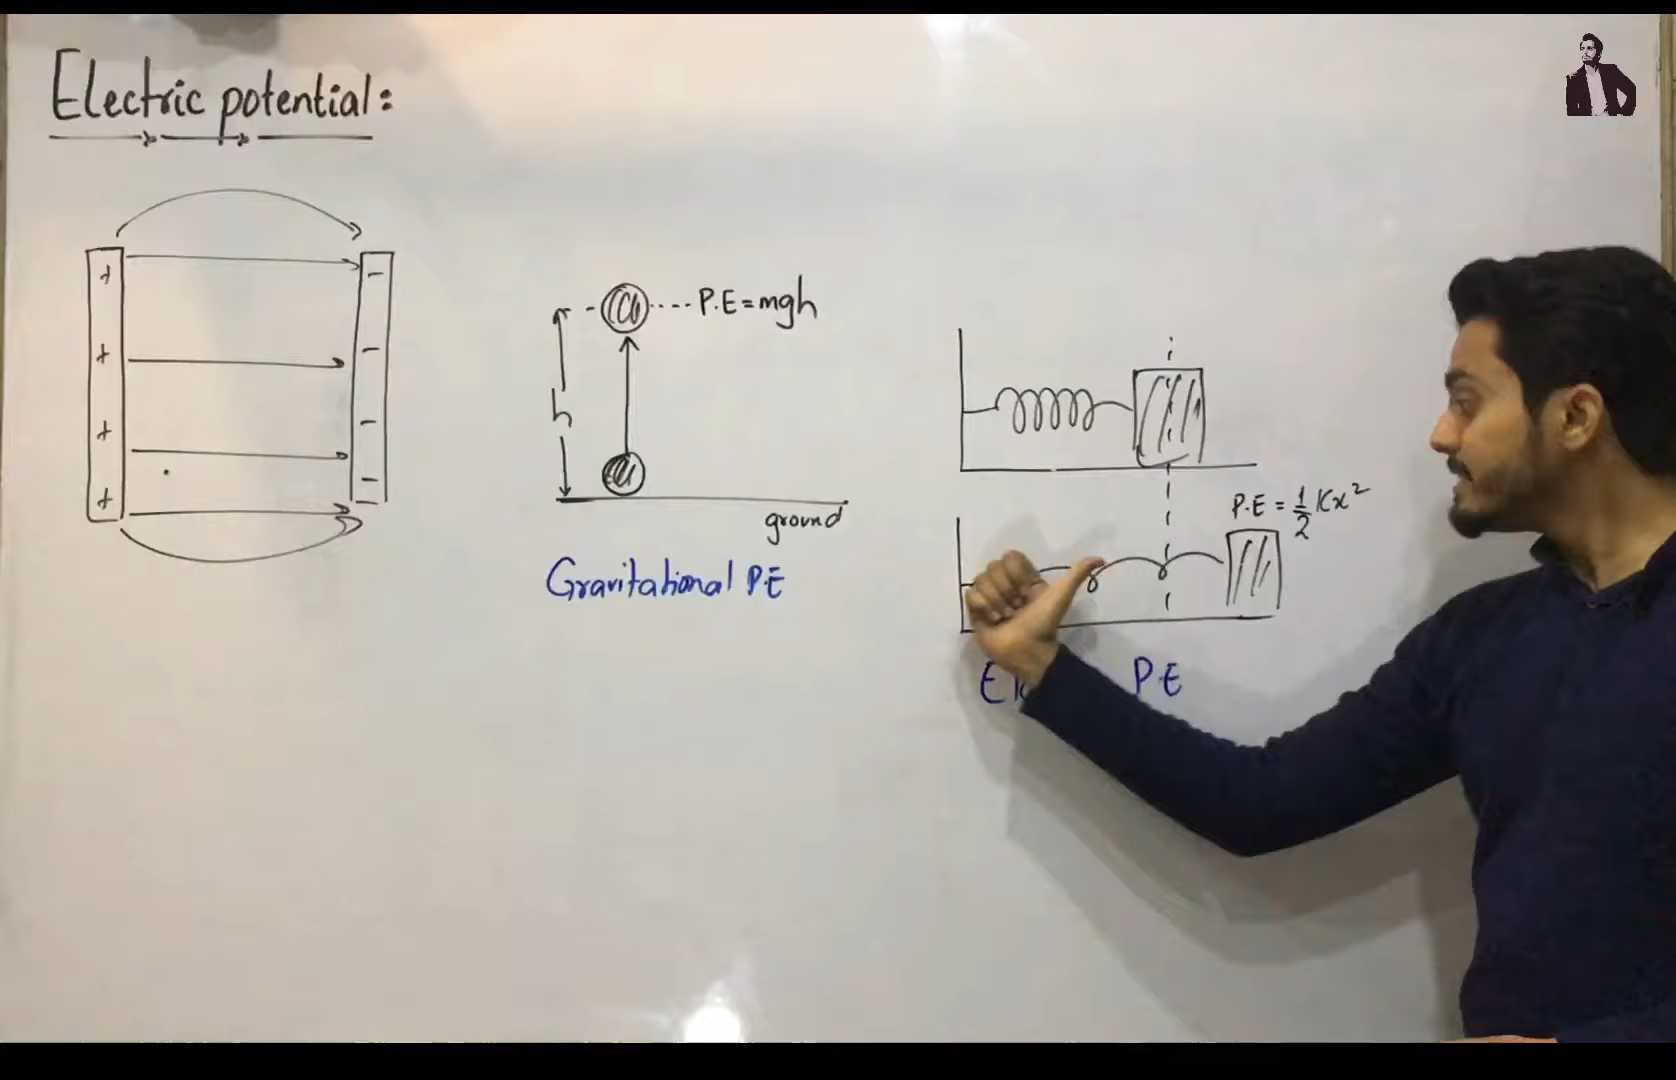 Electric potential:
+ -
+ -
+ -
+ -
P.E = mgh
h
ground
Gravitational P.E
P.E = 1/2 Kx²
P.E